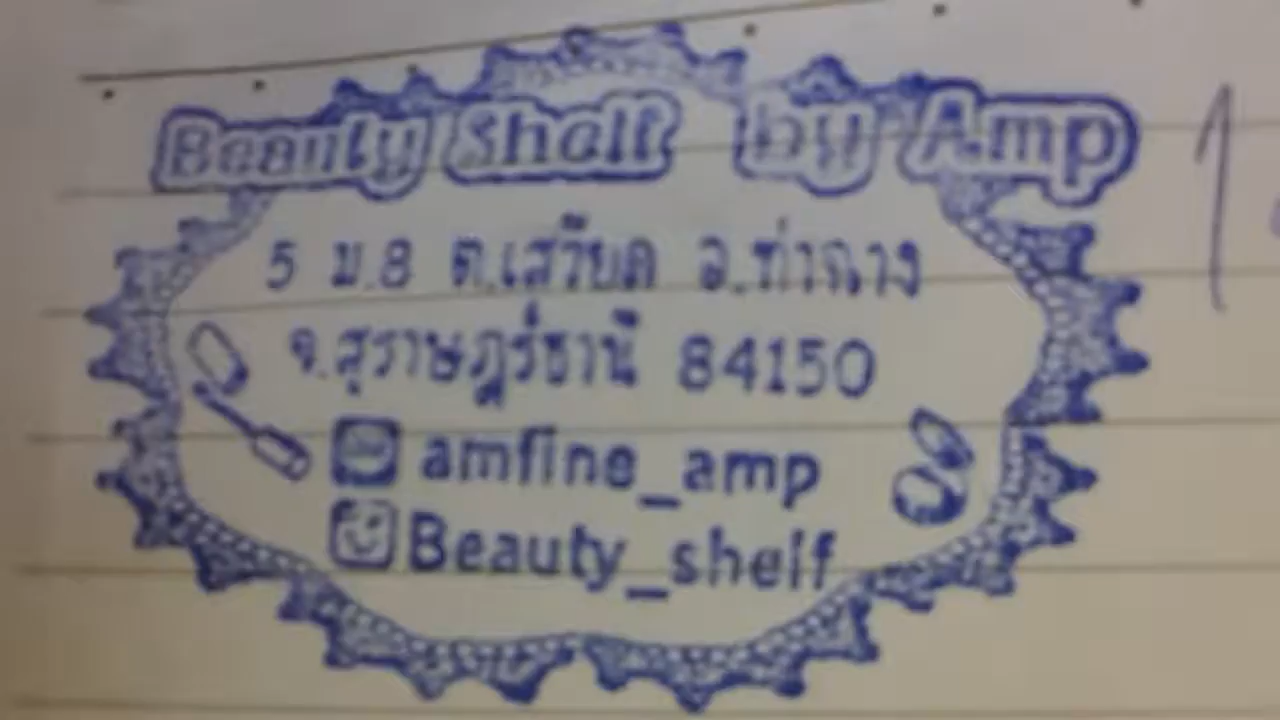 Beauty Shelf by Amp
5 ม.8 ต.เสวียด อ.ท่าฉาง
จ.สุราษฎร์ธานี 84150
amfine_amp
Beauty_shelf
1